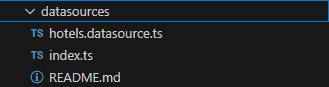 datasources
TS hotels.datasource.ts
TS index.ts
README.md